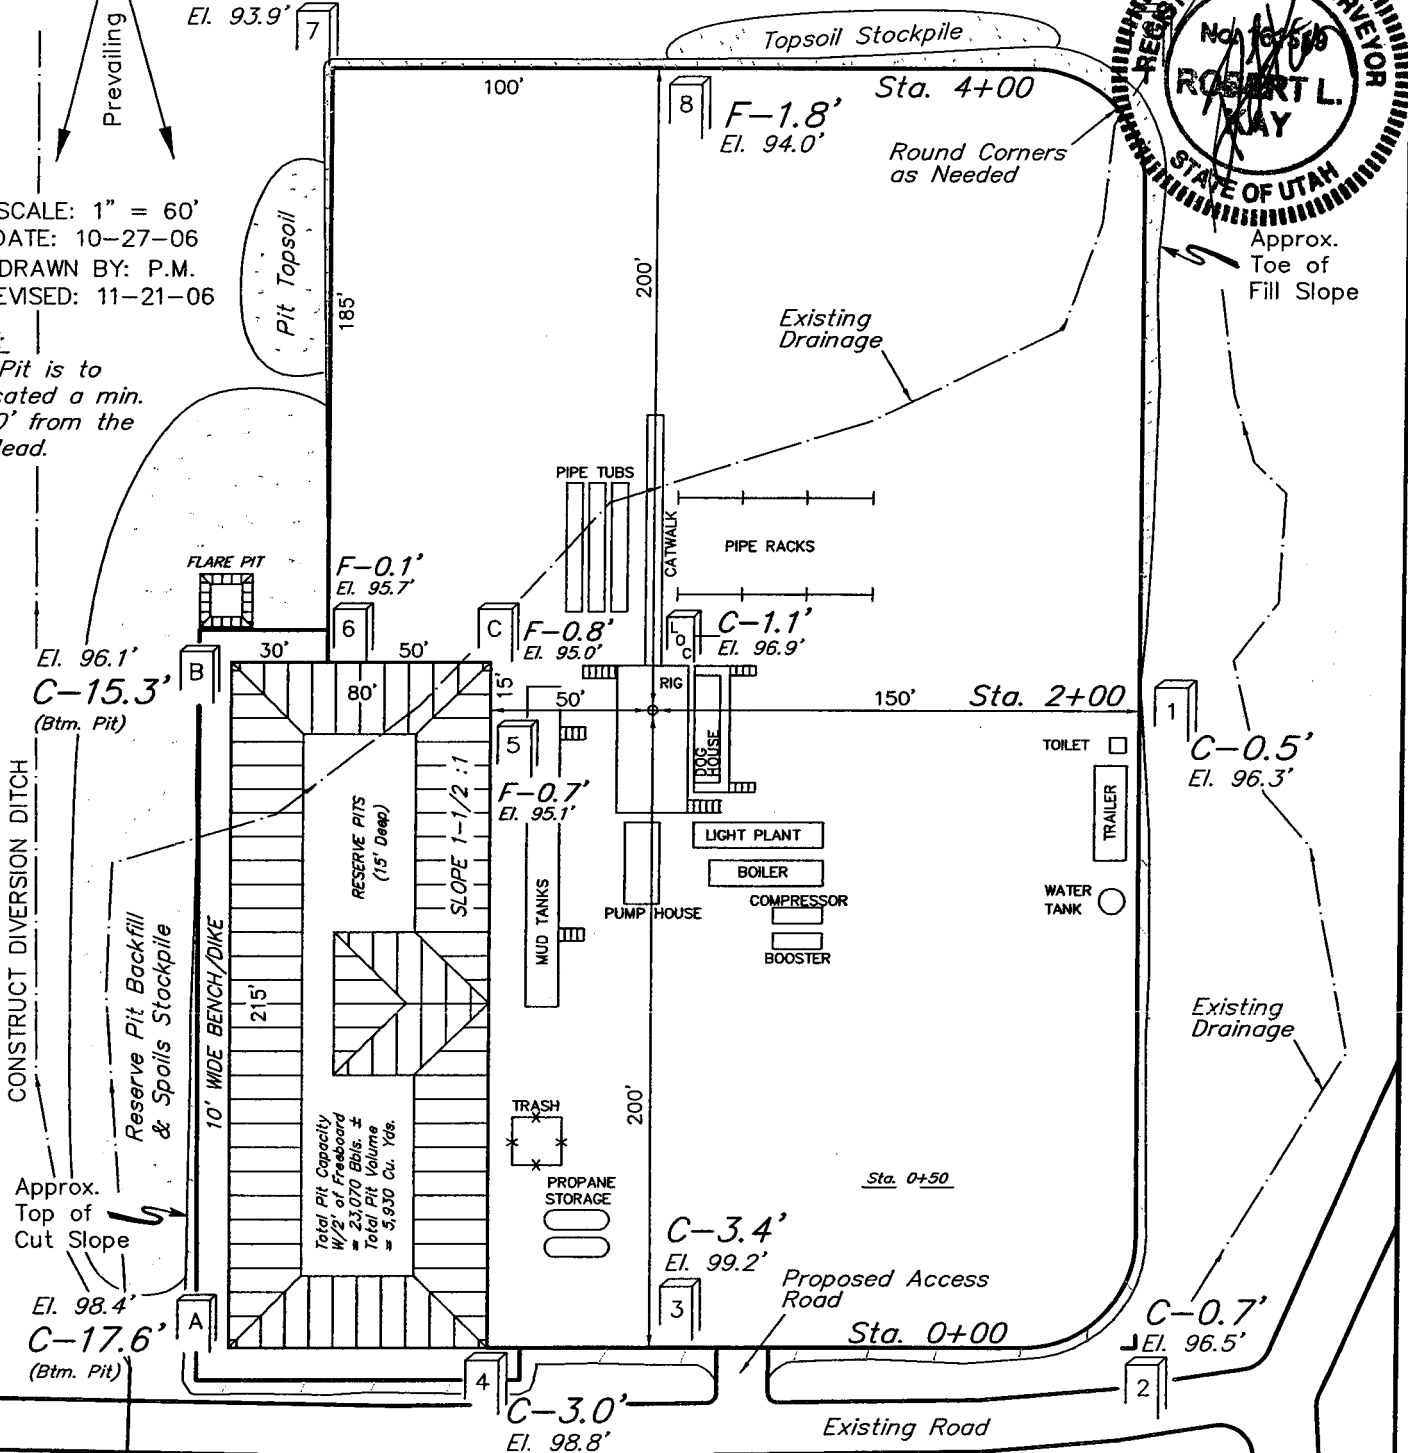 El. 93.9'
7
Prevailing
Topsoil Stockpile
100'
8
F-1.8'
El. 94.0'
Sta. 4+00
Round Corners
as Needed
No.
ROBERT L.
KAY
STATE OF UTAH
SCALE: 1" = 60'
DATE: 10-27-06
DRAWN BY: P.M.
EVISED: 11-21-06
Pit Topsoil
185'
200'
Approx.
Toe of
Fill Slope
Existing
Drainage
Pit is to
cated a min.
0' from the
lead.
PIPE TUBS
CATWALK
PIPE RACKS
FLARE PIT
F-0.1'
El. 95.7'
6
C
F-0.8'
El. 95.0'
LOC
C-1.1'
El. 96.9'
El. 96.1'
C-15.3'
(Btm. Pit)
B
30'
50'
80'
15'
50'
RIG
150'
Sta. 2+00
1
C-0.5'
El. 96.3'
5
F-0.7'
El. 95.1'
DOG
HOUSE
TOILET
TRAILER
CONSTRUCT DIVERSION DITCH
RESERVE PITS
(15' Deep)
SLOPE 1-1/2 :1
LIGHT PLANT
BOILER
COMPRESSOR
BOOSTER
PUMP HOUSE
MUD TANKS
WATER
TANK
Reserve Pit Backfill
& Spoils Stockpile
10' WIDE BENCH/DIKE
215'
Existing
Drainage
200'
TRASH
PROPANE
STORAGE
Total Pit Capacity
W/2' of Freeboard
= 23,070 Bbls. ±
Total Pit Volume
= 5,930 Cu. Yds.
Sta. 0+50
Approx.
Top of
Cut Slope
C-3.4'
El. 99.2'
3
Proposed Access
Road
El. 98.4'
C-17.6'
(Btm. Pit)
A
Sta. 0+00
C-0.7'
El. 96.5'
2
4
C-3.0'
El. 98.8'
Existing Road